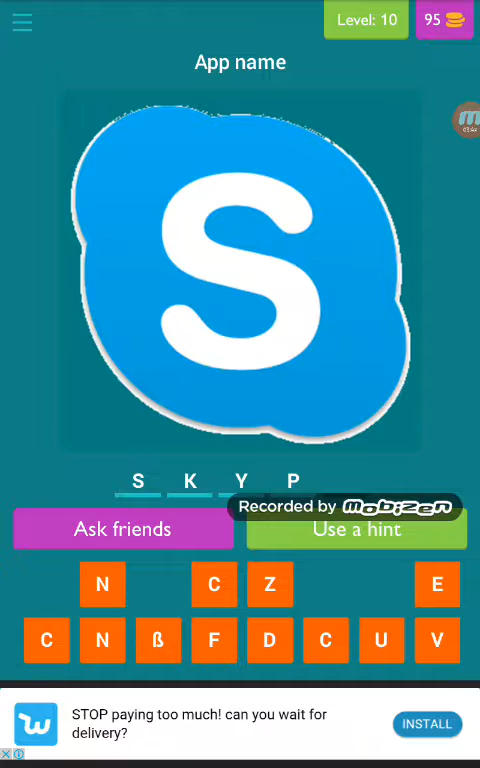 Level: 10
95
App name
S
S K Y P
Recorded by Mobizen
Ask friends
Use a hint
N C Z E
C N ß F D C U V
STOP paying too much! can you wait for
delivery?
INSTALL